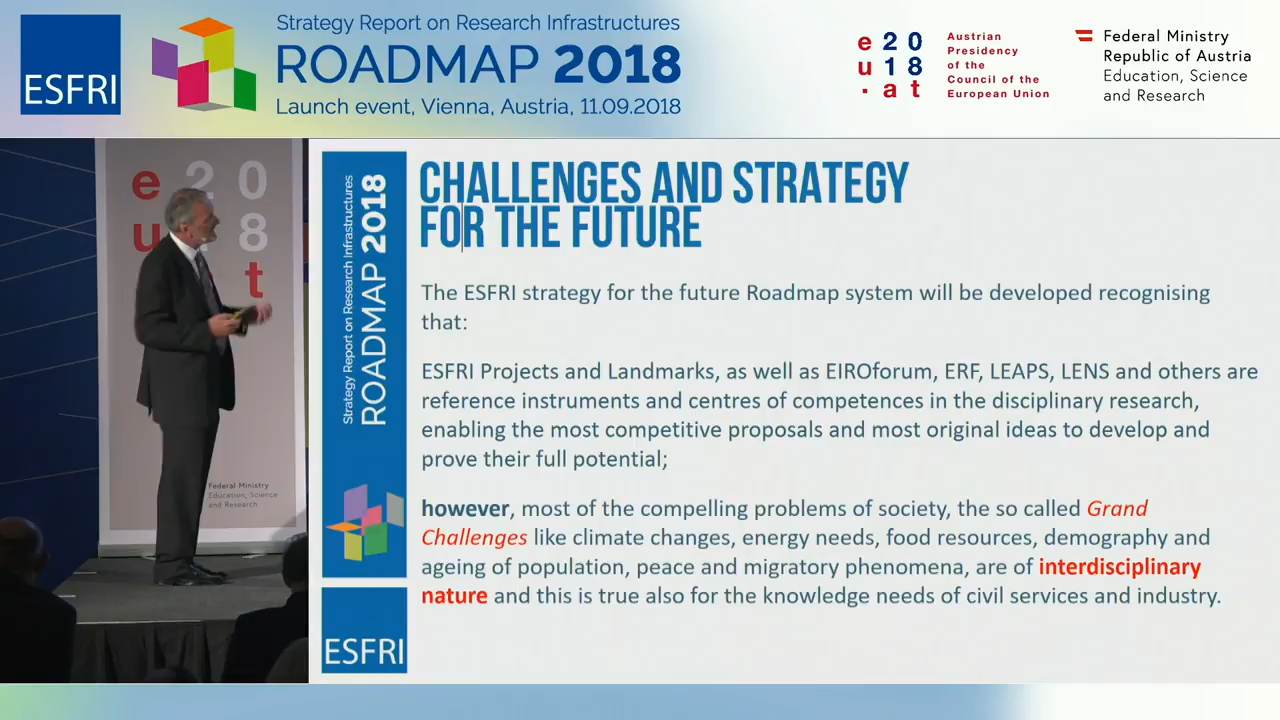 ESFRI
Strategy Report on Research Infrastructures
ROADMAP 2018
Launch event, Vienna, Austria, 11.09.2018
e 2 0
u 1 8
. a t
Austrian
Presidency
of the
Council of the
European Union
Federal Ministry
Republic of Austria
Education, Science
and Research
e 2 0
u 8
t
Federal Ministry
Education, Science
and Research
Strategy Report on Research Infrastructures
ROADMAP 2018
ESFRI
CHALLENGES AND STRATEGY
FOR THE FUTURE
The ESFRI strategy for the future Roadmap system will be developed recognising
that:
ESFRI Projects and Landmarks, as well as EIROforum, ERF, LEAPS, LENS and others are
reference instruments and centres of competences in the disciplinary research,
enabling the most competitive proposals and most original ideas to develop and
prove their full potential;
however, most of the compelling problems of society, the so called Grand
Challenges like climate changes, energy needs, food resources, demography and
ageing of population, peace and migratory phenomena, are of interdisciplinary
nature and this is true also for the knowledge needs of civil services and industry.